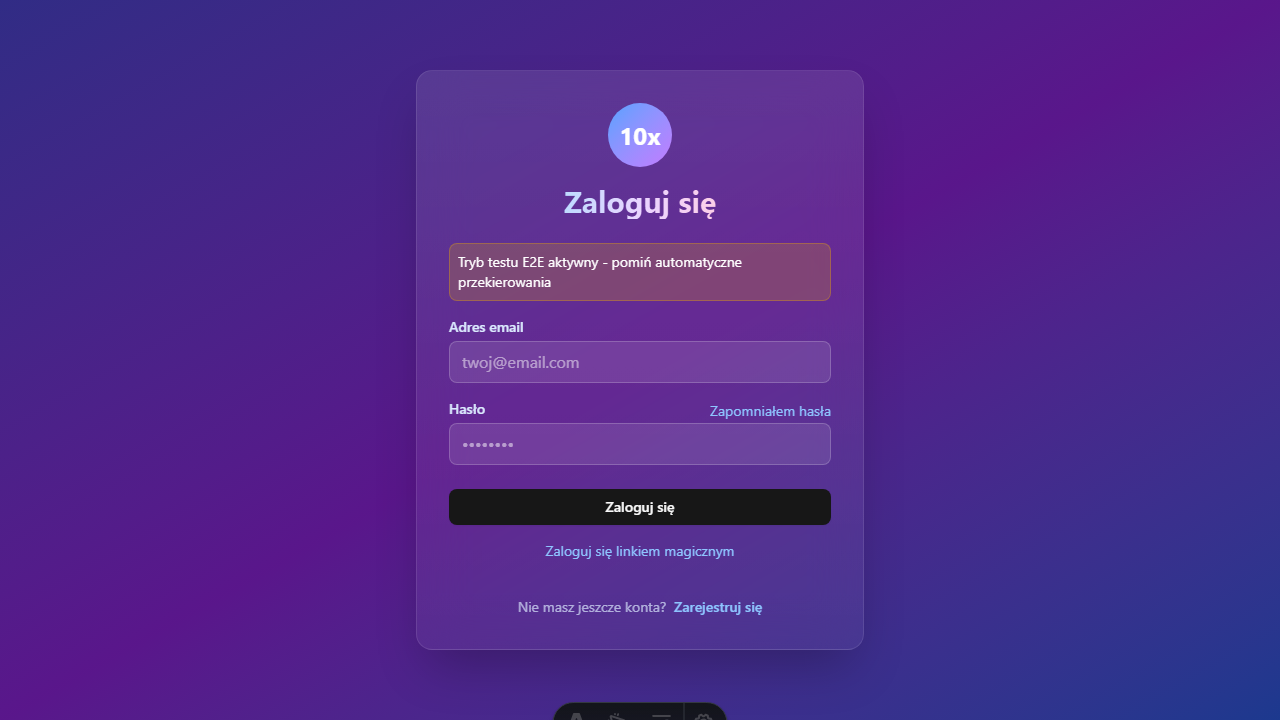 10x
Zaloguj się
Tryb testu E2E aktywny - pomiń automatyczne
przekierowania
Adres email
twoj@email.com
Hasło
Zapomniałem hasła
••••••••
Zaloguj się
Zaloguj się linkiem magicznym
Nie masz jeszcze konta? Zarejestruj się